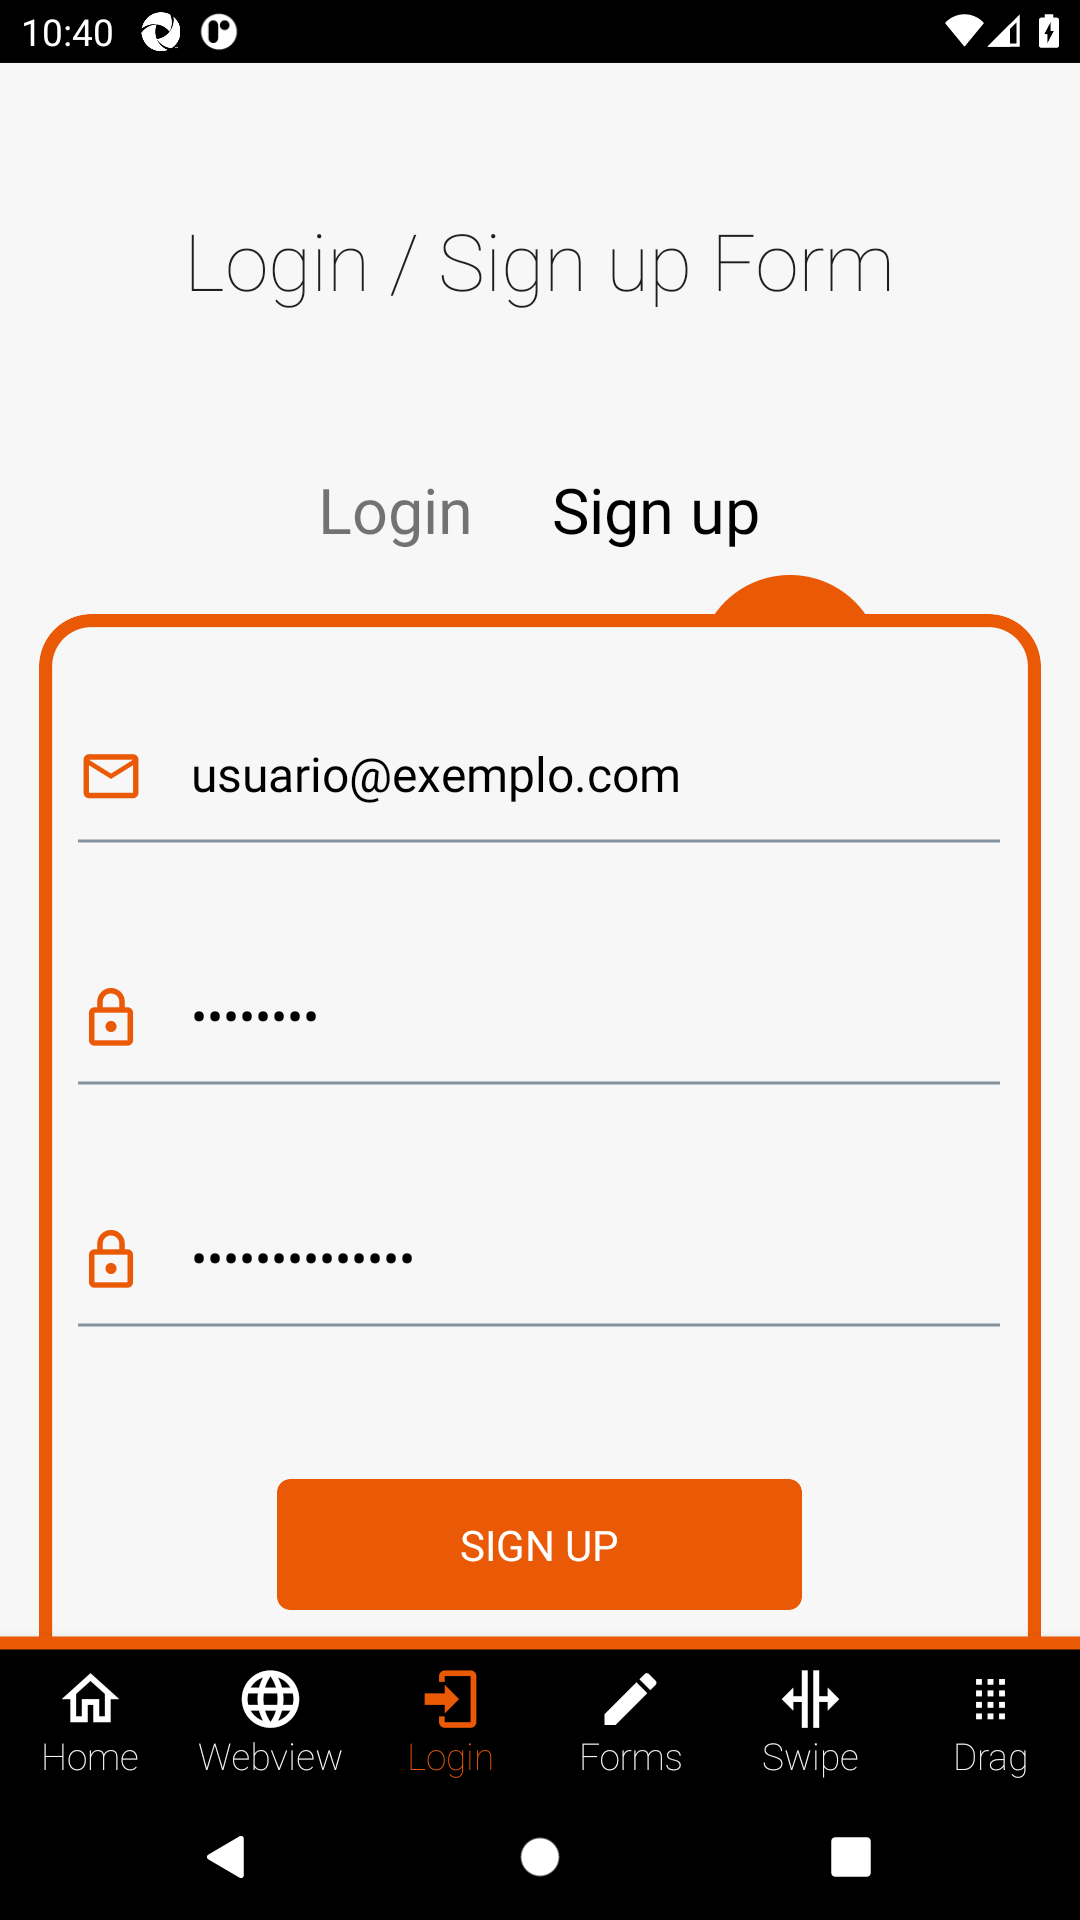 10:40
Login / Sign up Form
Login Sign up
usuario@exemplo.com
••••••••
••••••••••••••
SIGN UP
Home Webview Login Forms Swipe Drag